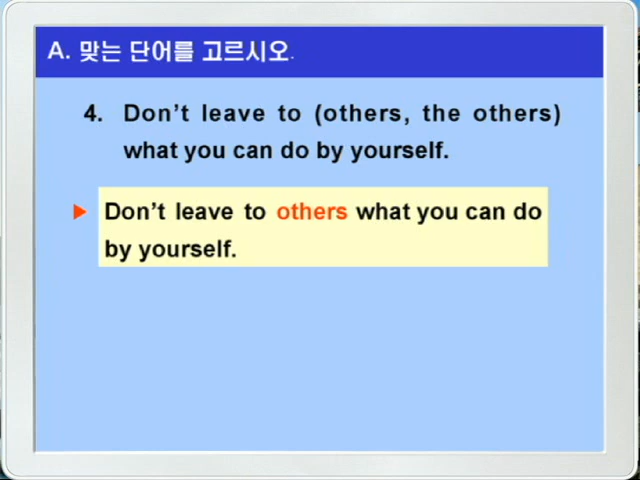 A. 맞는 단어를 고르시오.
4. Don't leave to (others, the others)
what you can do by yourself.
Don't leave to others what you can do
by yourself.